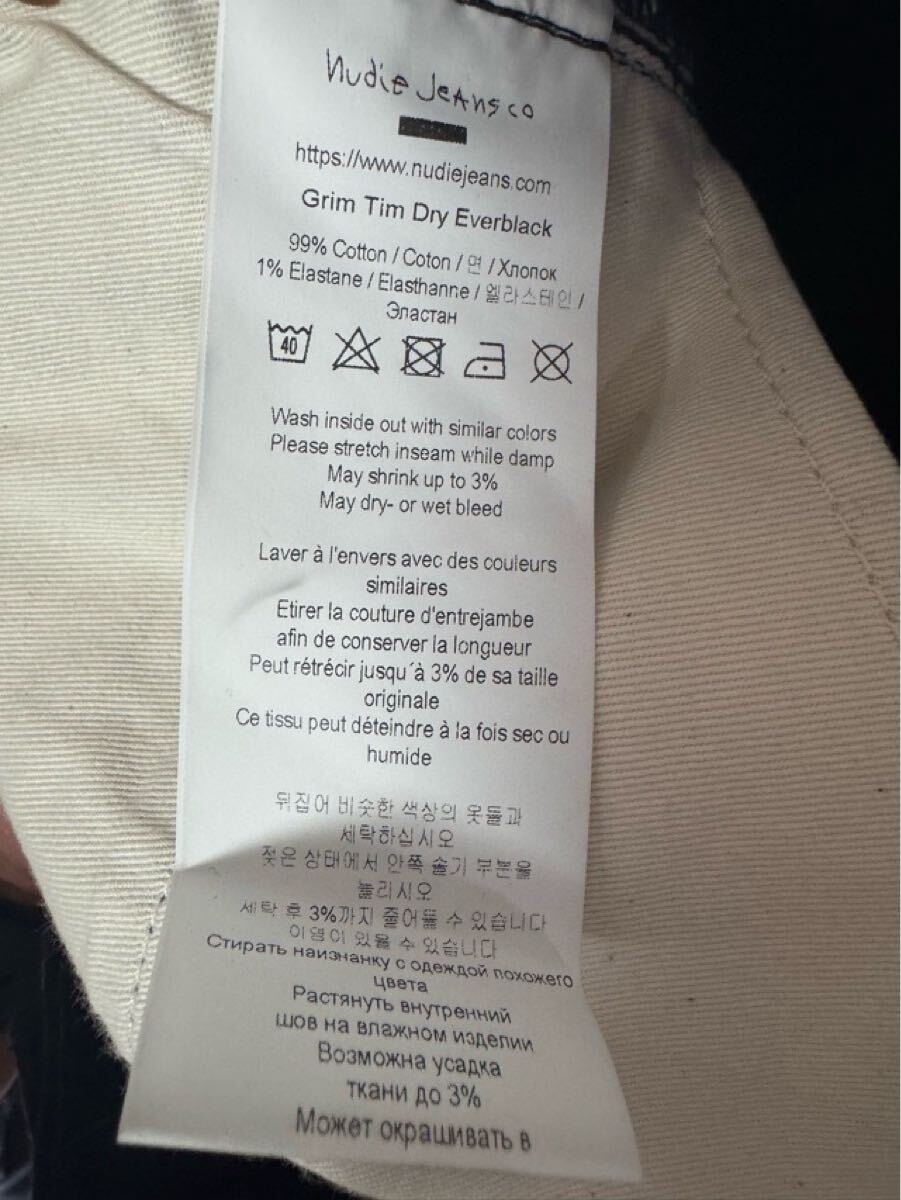 Nudie Jeans co
https://www.nudiejeans.com
Grim Tim Dry Everblack
99% Cotton / Coton / 면 / Хлопок
1% Elastane / Elasthanne / 엘라스테인 /
Эластан
40
Wash inside out with similar colors
Please stretch inseam while damp
May shrink up to 3%
May dry- or wet bleed
Laver à l'envers avec des couleurs
similaires
Etirer la couture d'entrejambe
afin de conserver la longueur
Peut rétrécir jusqu´à 3% de sa taille
originale
Ce tissu peut déteindre à la fois sec ou
humide
뒤집어 비슷한 색상의 옷들과
세탁하십시오
젖은 상태에서 안쪽 솔기 부분을
늘리시오
세탁 후 3%까지 줄어들 수 있습니다
이염이 있을 수 있습니다
Стирать наизнанку с одеждой похожего
цвета
Растянуть внутренний
шов на влажном изделии
Возможна усадка
ткани до 3%
Может окрашивать в